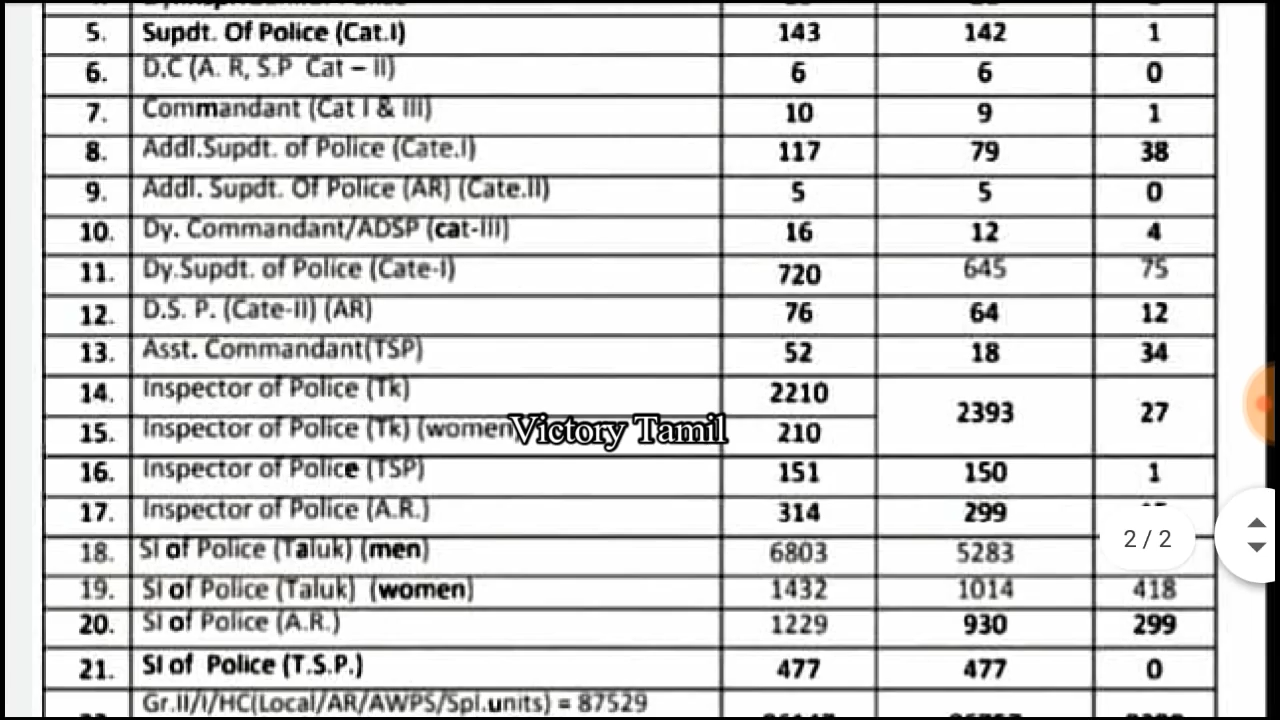 5. Supdt. Of Police (Cat.I) 143 142 1
6. D.C (A. R, S.P Cat – II) 6 6 0
7. Commandant (Cat I & III) 10 9 1
8. Addl.Supdt. of Police (Cate.I) 117 79 38
9. Addl. Supdt. Of Police (AR) (Cate.II) 5 5 0
10. Dy. Commandant/ADSP (cat-III) 16 12 4
11. Dy.Supdt. of Police (Cate-I) 720 645 75
12. D.S. P. (Cate-II) (AR) 76 64 12
13. Asst. Commandant(TSP) 52 18 34
14. Inspector of Police (Tk) 2210 2393 27
15. Inspector of Police (Tk) (women 210
Victory Tamil
16. Inspector of Police (TSP) 151 150 1
17. Inspector of Police (A.R.) 314 299
18. SI of Police (Taluk) (men) 6803 5283
2 / 2
19. SI of Police (Taluk) (women) 1432 1014 418
20. SI of Police (A.R.) 1229 930 299
21. SI of Police (T.S.P.) 477 477 0
Gr.II/I/HC(Local/AR/AWPS/Spl.units) = 87529